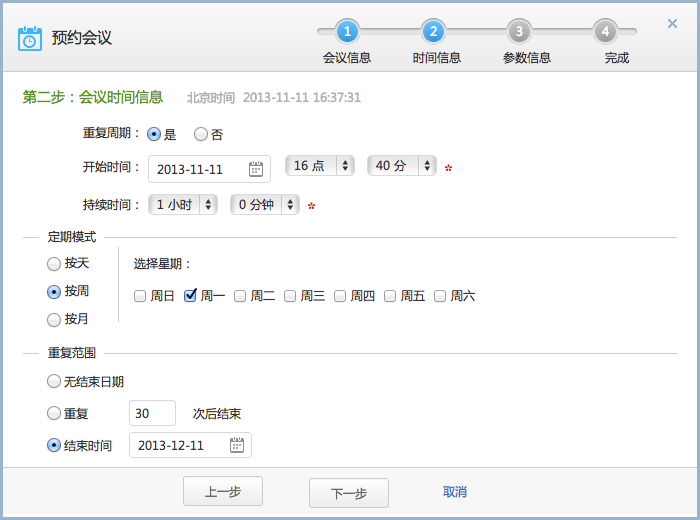 预约会议
1 2 3 4
会议信息 时间信息 参数信息 完成
第二步：会议时间信息 北京时间 2013-11-11 16:37:31
重复周期： 是 否
开始时间： 2013-11-11 16 点 40 分 *
持续时间： 1 小时 0 分钟 *
定期模式
按天 选择星期：
按周 周日 周一 周二 周三 周四 周五 周六
按月
重复范围
无结束日期
重复 30 次后结束
结束时间 2013-12-11
上一步 下一步 取消